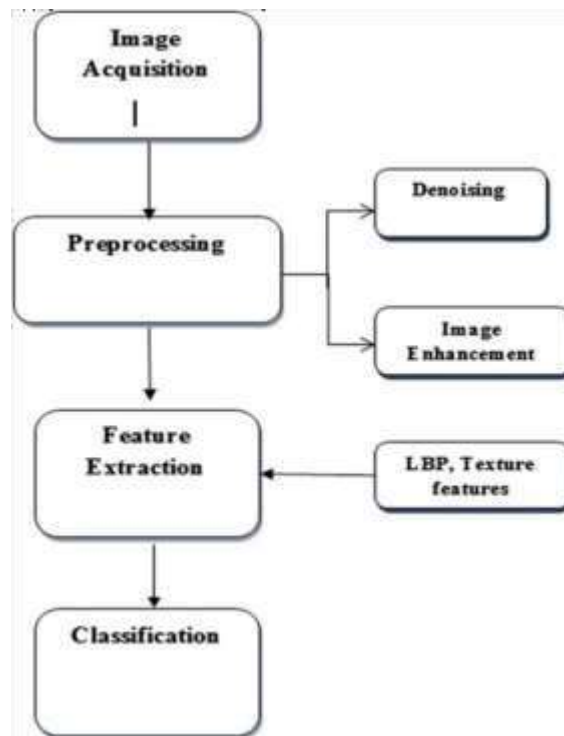 Image
Acquisition
Preprocessing
Denoising
Image
Enhancement
Feature
Extraction
LBP, Texture
features
Classification